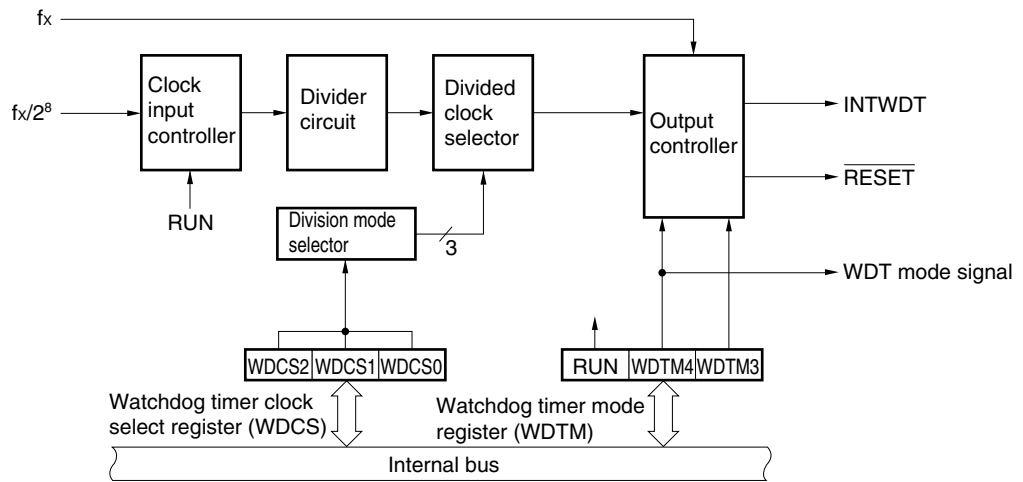 fx
fx/2⁸
Clock
input
controller
Divider
circuit
Divided
clock
selector
Output
controller
INTWDT
RESET
RUN
Division mode
selector
3
WDT mode signal
WDCS2 WDCS1 WDCS0
RUN WDTM4 WDTM3
Watchdog timer clock
select register (WDCS)
Watchdog timer mode
register (WDTM)
Internal bus